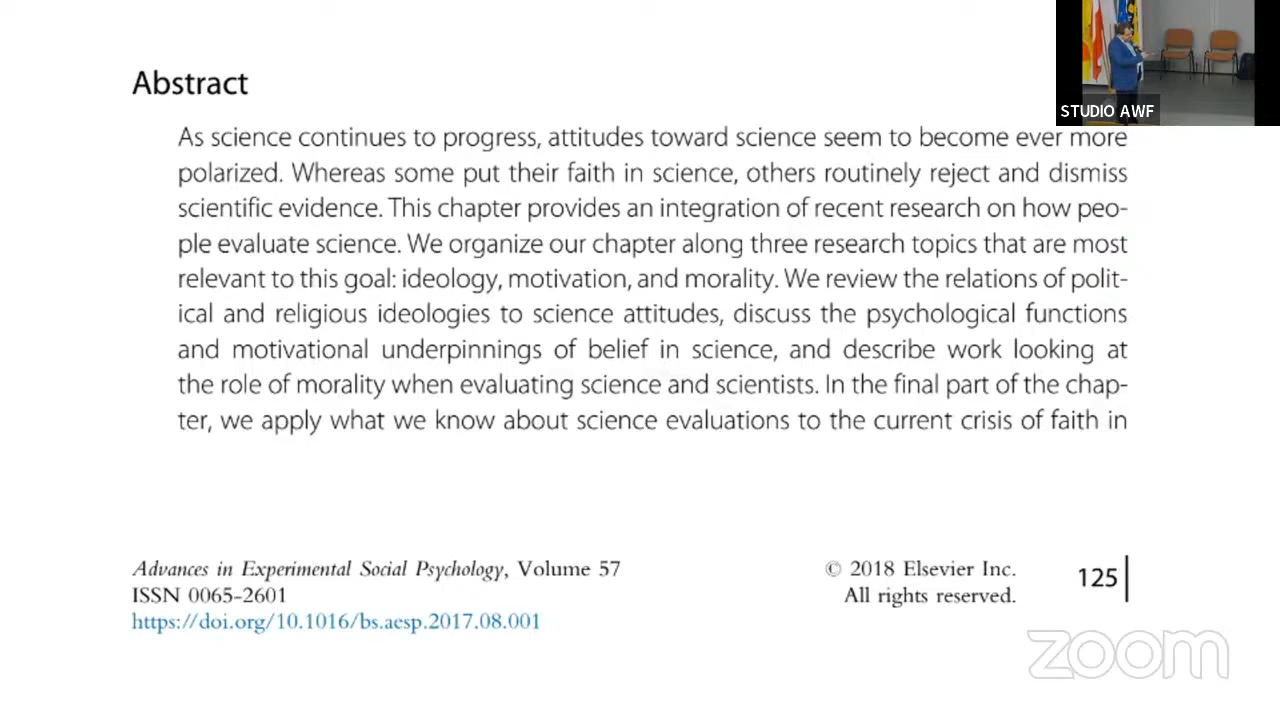 Abstract
STUDIO AWF
As science continues to progress, attitudes toward science seem to become ever more
polarized. Whereas some put their faith in science, others routinely reject and dismiss
scientific evidence. This chapter provides an integration of recent research on how peo-
ple evaluate science. We organize our chapter along three research topics that are most
relevant to this goal: ideology, motivation, and morality. We review the relations of polit-
ical and religious ideologies to science attitudes, discuss the psychological functions
and motivational underpinnings of belief in science, and describe work looking at
the role of morality when evaluating science and scientists. In the final part of the chap-
ter, we apply what we know about science evaluations to the current crisis of faith in
Advances in Experimental Social Psychology, Volume 57
ISSN 0065-2601
https://doi.org/10.1016/bs.aesp.2017.08.001
© 2018 Elsevier Inc.
All rights reserved.
125
zoom